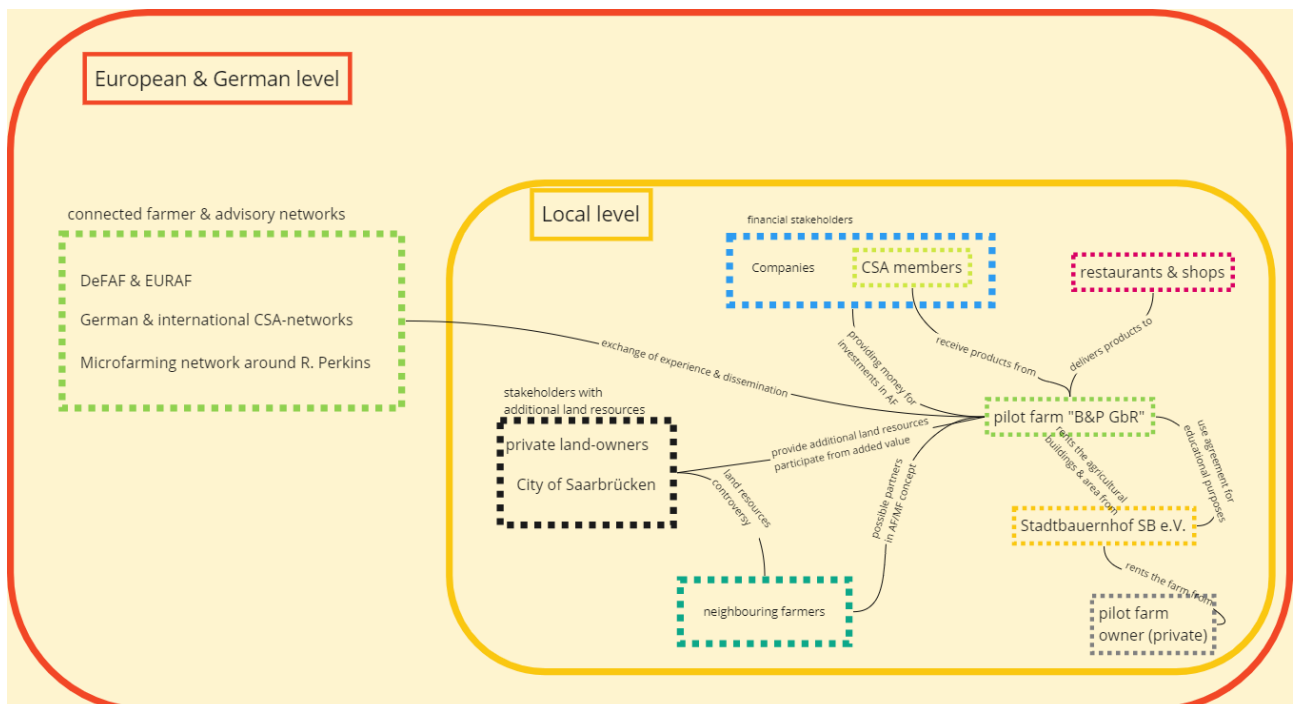 European & German level
connected farmer & advisory networks
DeFAF & EURAF
German & international CSA-networks
Microfarming network around R. Perkins
Local level
financial stakeholders
Companies
CSA members
restaurants & shops
exchange of experience & dissemination
providing money for
investments in AF
receive products from
delivers products to
stakeholders with
additional land resources
private land-owners
City of Saarbrücken
provide additional land resources
participate from added value
pilot farm "B&P GbR"
land resources
controversy
possible partners
in AF/MF concept
rents the agricultural
buildings & area from
use agreement for
educational purposes
Stadtbauernhof SB e.V.
rents the farm from
neighbouring farmers
pilot farm
owner (private)